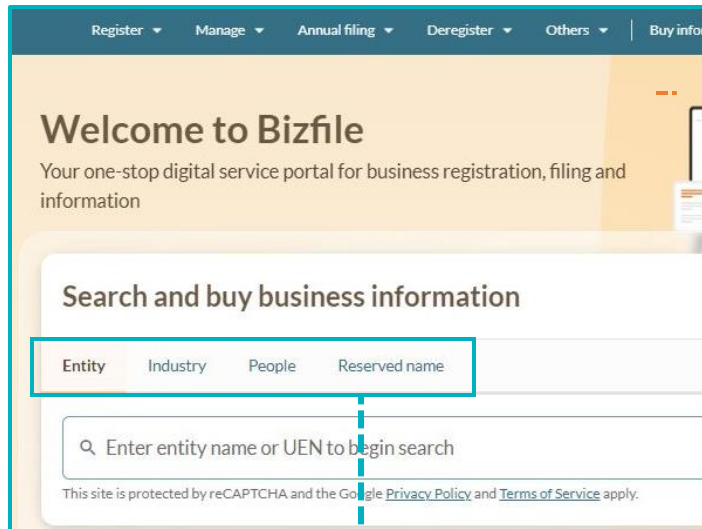 Register Manage Annual filing Deregister Others Buy infor
Welcome to Bizfile
Your one-stop digital service portal for business registration, filing and
information
Search and buy business information
Entity Industry People Reserved name
Enter entity name or UEN to begin search
This site is protected by reCAPTCHA and the Google Privacy Policy and Terms of Service apply.